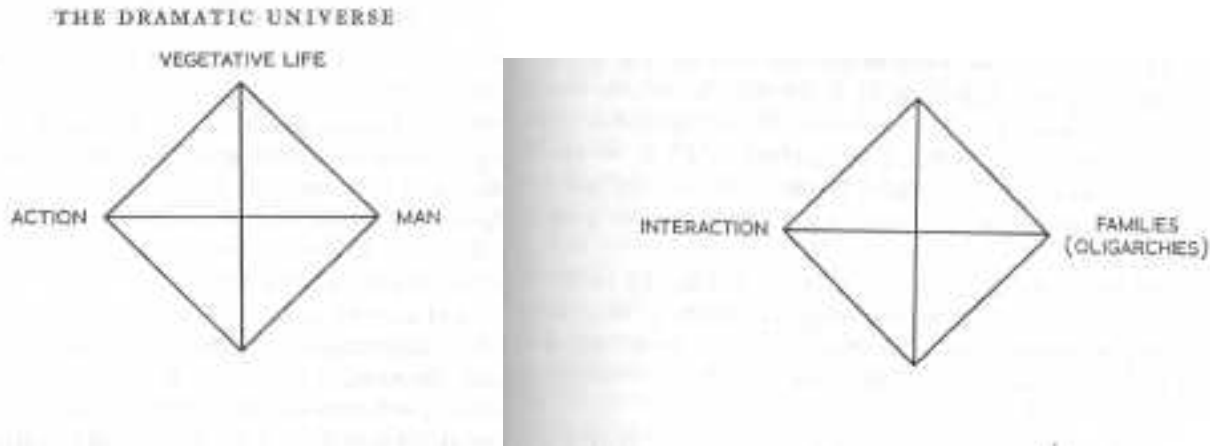 THE DRAMATIC UNIVERSE
VEGETATIVE LIFE
ACTION
MAN
INTERACTION
FAMILIES
(OLIGARCHIES)